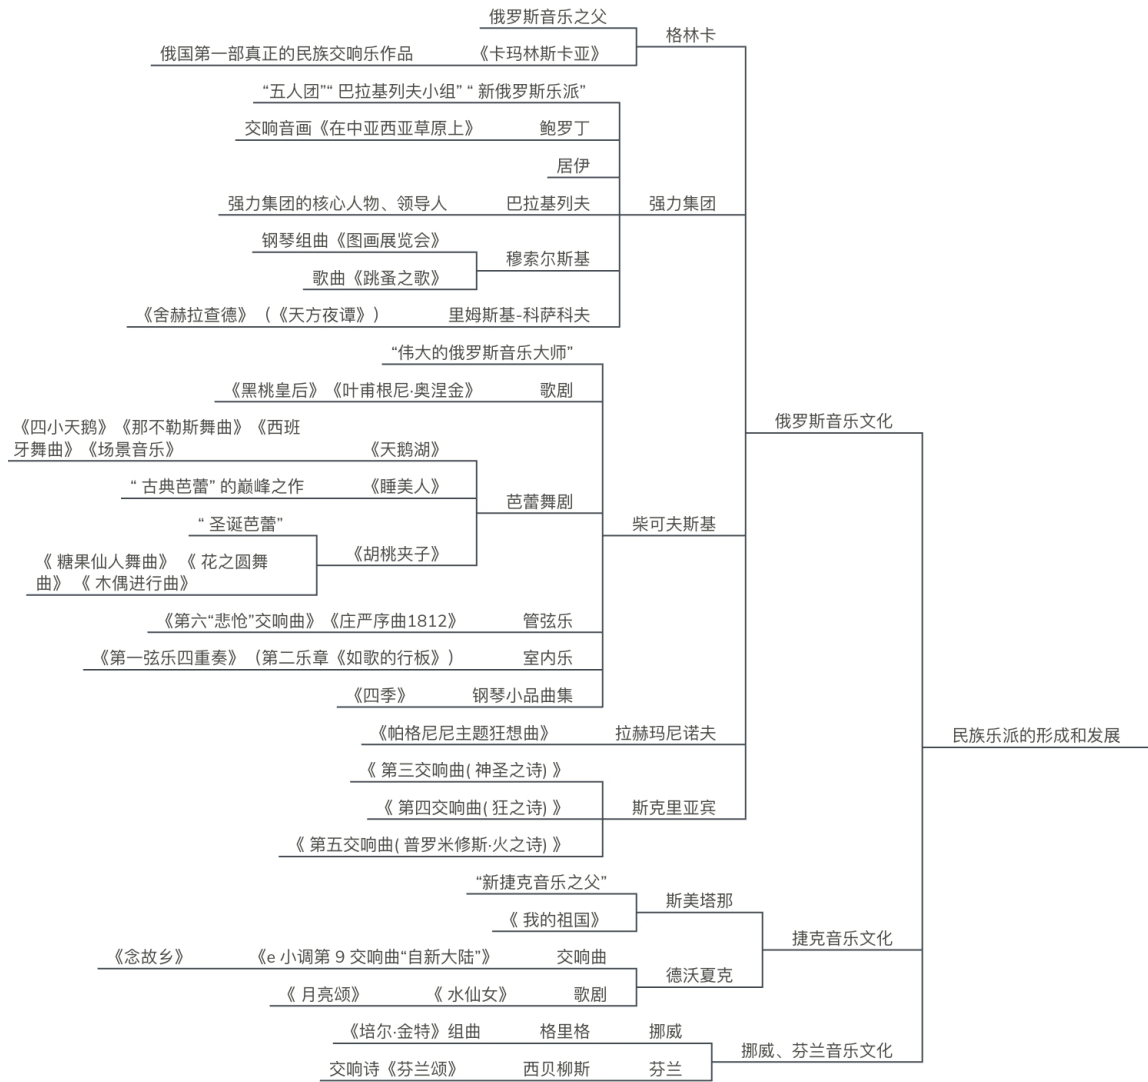 俄罗斯音乐之父
格林卡
俄国第一部真正的民族交响乐作品 《卡玛林斯卡亚》
“五人团”“ 巴拉基列夫小组” “ 新俄罗斯乐派”
交响音画《在中亚西亚草原上》 鲍罗丁
居伊
强力集团的核心人物、领导人 巴拉基列夫 强力集团
钢琴组曲《图画展览会》
穆索尔斯基
歌曲《跳蚤之歌》
《舍赫拉查德》（《天方夜谭》） 里姆斯基-科萨科夫
“伟大的俄罗斯音乐大师”
《黑桃皇后》《叶甫根尼·奥涅金》 歌剧
俄罗斯音乐文化
《四小天鹅》《那不勒斯舞曲》《西班
牙舞曲》《场景音乐》 《天鹅湖》
“ 古典芭蕾” 的巅峰之作 《睡美人》
芭蕾舞剧
“ 圣诞芭蕾” 柴可夫斯基
《胡桃夹子》
《 糖果仙人舞曲》 《 花之圆舞
曲》 《 木偶进行曲》
《第六“悲怆”交响曲》《庄严序曲1812》 管弦乐
《第一弦乐四重奏》（第二乐章《如歌的行板》） 室内乐
《四季》 钢琴小品曲集
《帕格尼尼主题狂想曲》 拉赫玛尼诺夫
民族乐派的形成和发展
《 第三交响曲( 神圣之诗) 》
《 第四交响曲( 狂之诗) 》 斯克里亚宾
《 第五交响曲( 普罗米修斯·火之诗) 》
“新捷克音乐之父”
斯美塔那
《 我的祖国》
捷克音乐文化
《念故乡》 《e 小调第 9 交响曲“自新大陆”》 交响曲
德沃夏克
《 月亮颂》 《 水仙女》 歌剧
《培尔·金特》组曲 格里格 挪威
挪威、芬兰音乐文化
交响诗《芬兰颂》 西贝柳斯 芬兰